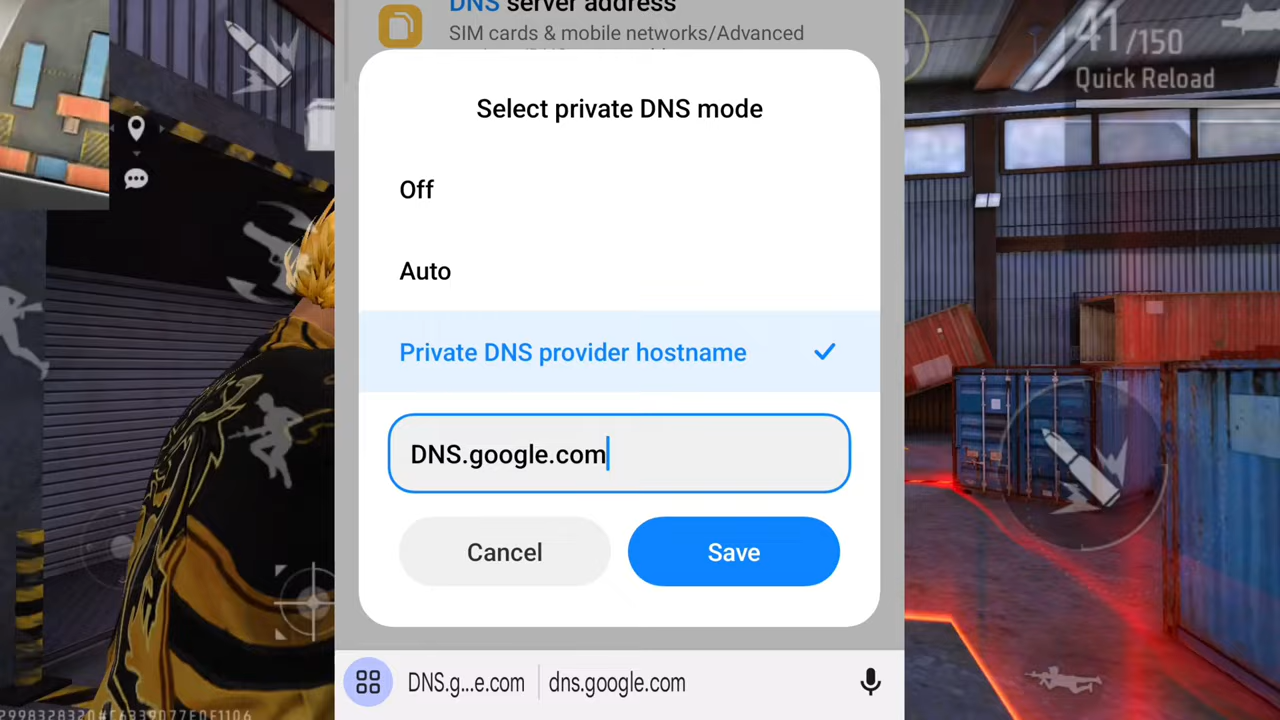 DNS server address
SIM cards & mobile networks/Advanced
Select private DNS mode
Off
Auto
Private DNS provider hostname
DNS.google.com
Cancel
Save
DNS.g...e.com
dns.google.com
41/150
Quick Reload